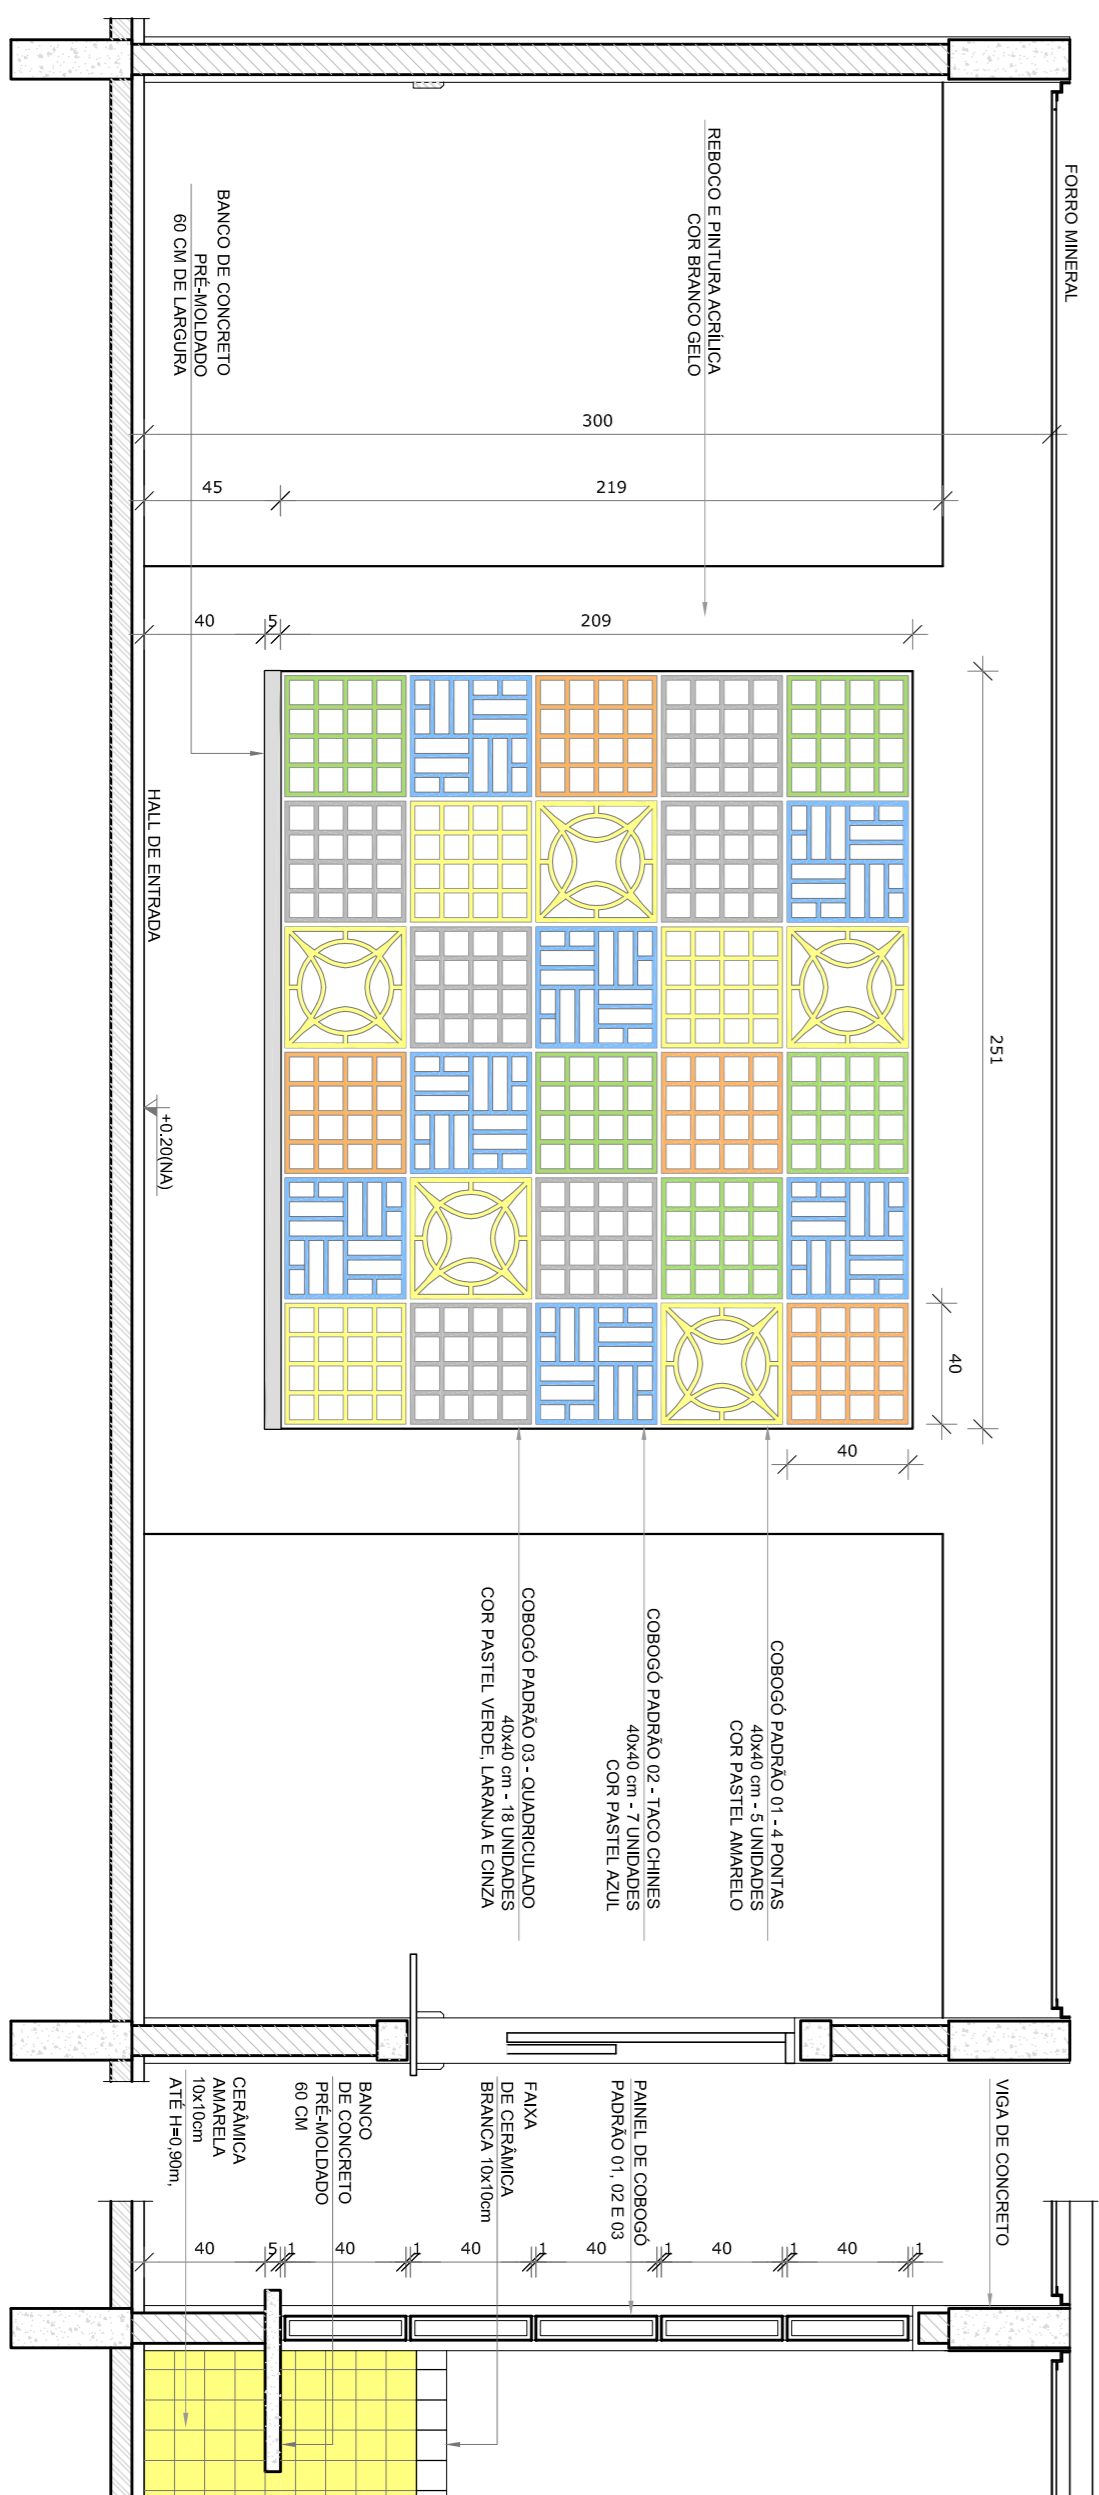 FORRO MINERAL
REBOCO E PINTURA ACRÍLICA
COR BRANCO GELO
BANCO DE CONCRETO
PRÉ-MOLDADO
60 CM DE LARGURA
300
219
45
209
5
40
251
40
40
HALL DE ENTRADA
+0.20(NA)
COBOGÓ PADRÃO 01 - 4 PONTAS
40x40 cm - 5 UNIDADES
COR PASTEL AMARELO
COBOGÓ PADRÃO 02 - TACO CHINES
40x40 cm - 7 UNIDADES
COR PASTEL AZUL
COBOGÓ PADRÃO 03 - QUADRICULADO
40x40 cm - 18 UNIDADES
COR PASTEL VERDE, LARANJA E CINZA
VIGA DE CONCRETO
PAINEL DE COBOGÓ
PADRÃO 01, 02 E 03
FAIXA
DE CERÂMICA
BRANCA 10x10cm
BANCO
DE CONCRETO
PRÉ-MOLDADO
60 CM
CERÂMICA
AMARELA
10x10cm
ATÉ H=0,90m,
1
40
1
40
1
40
1
40
1
40
1
5
40